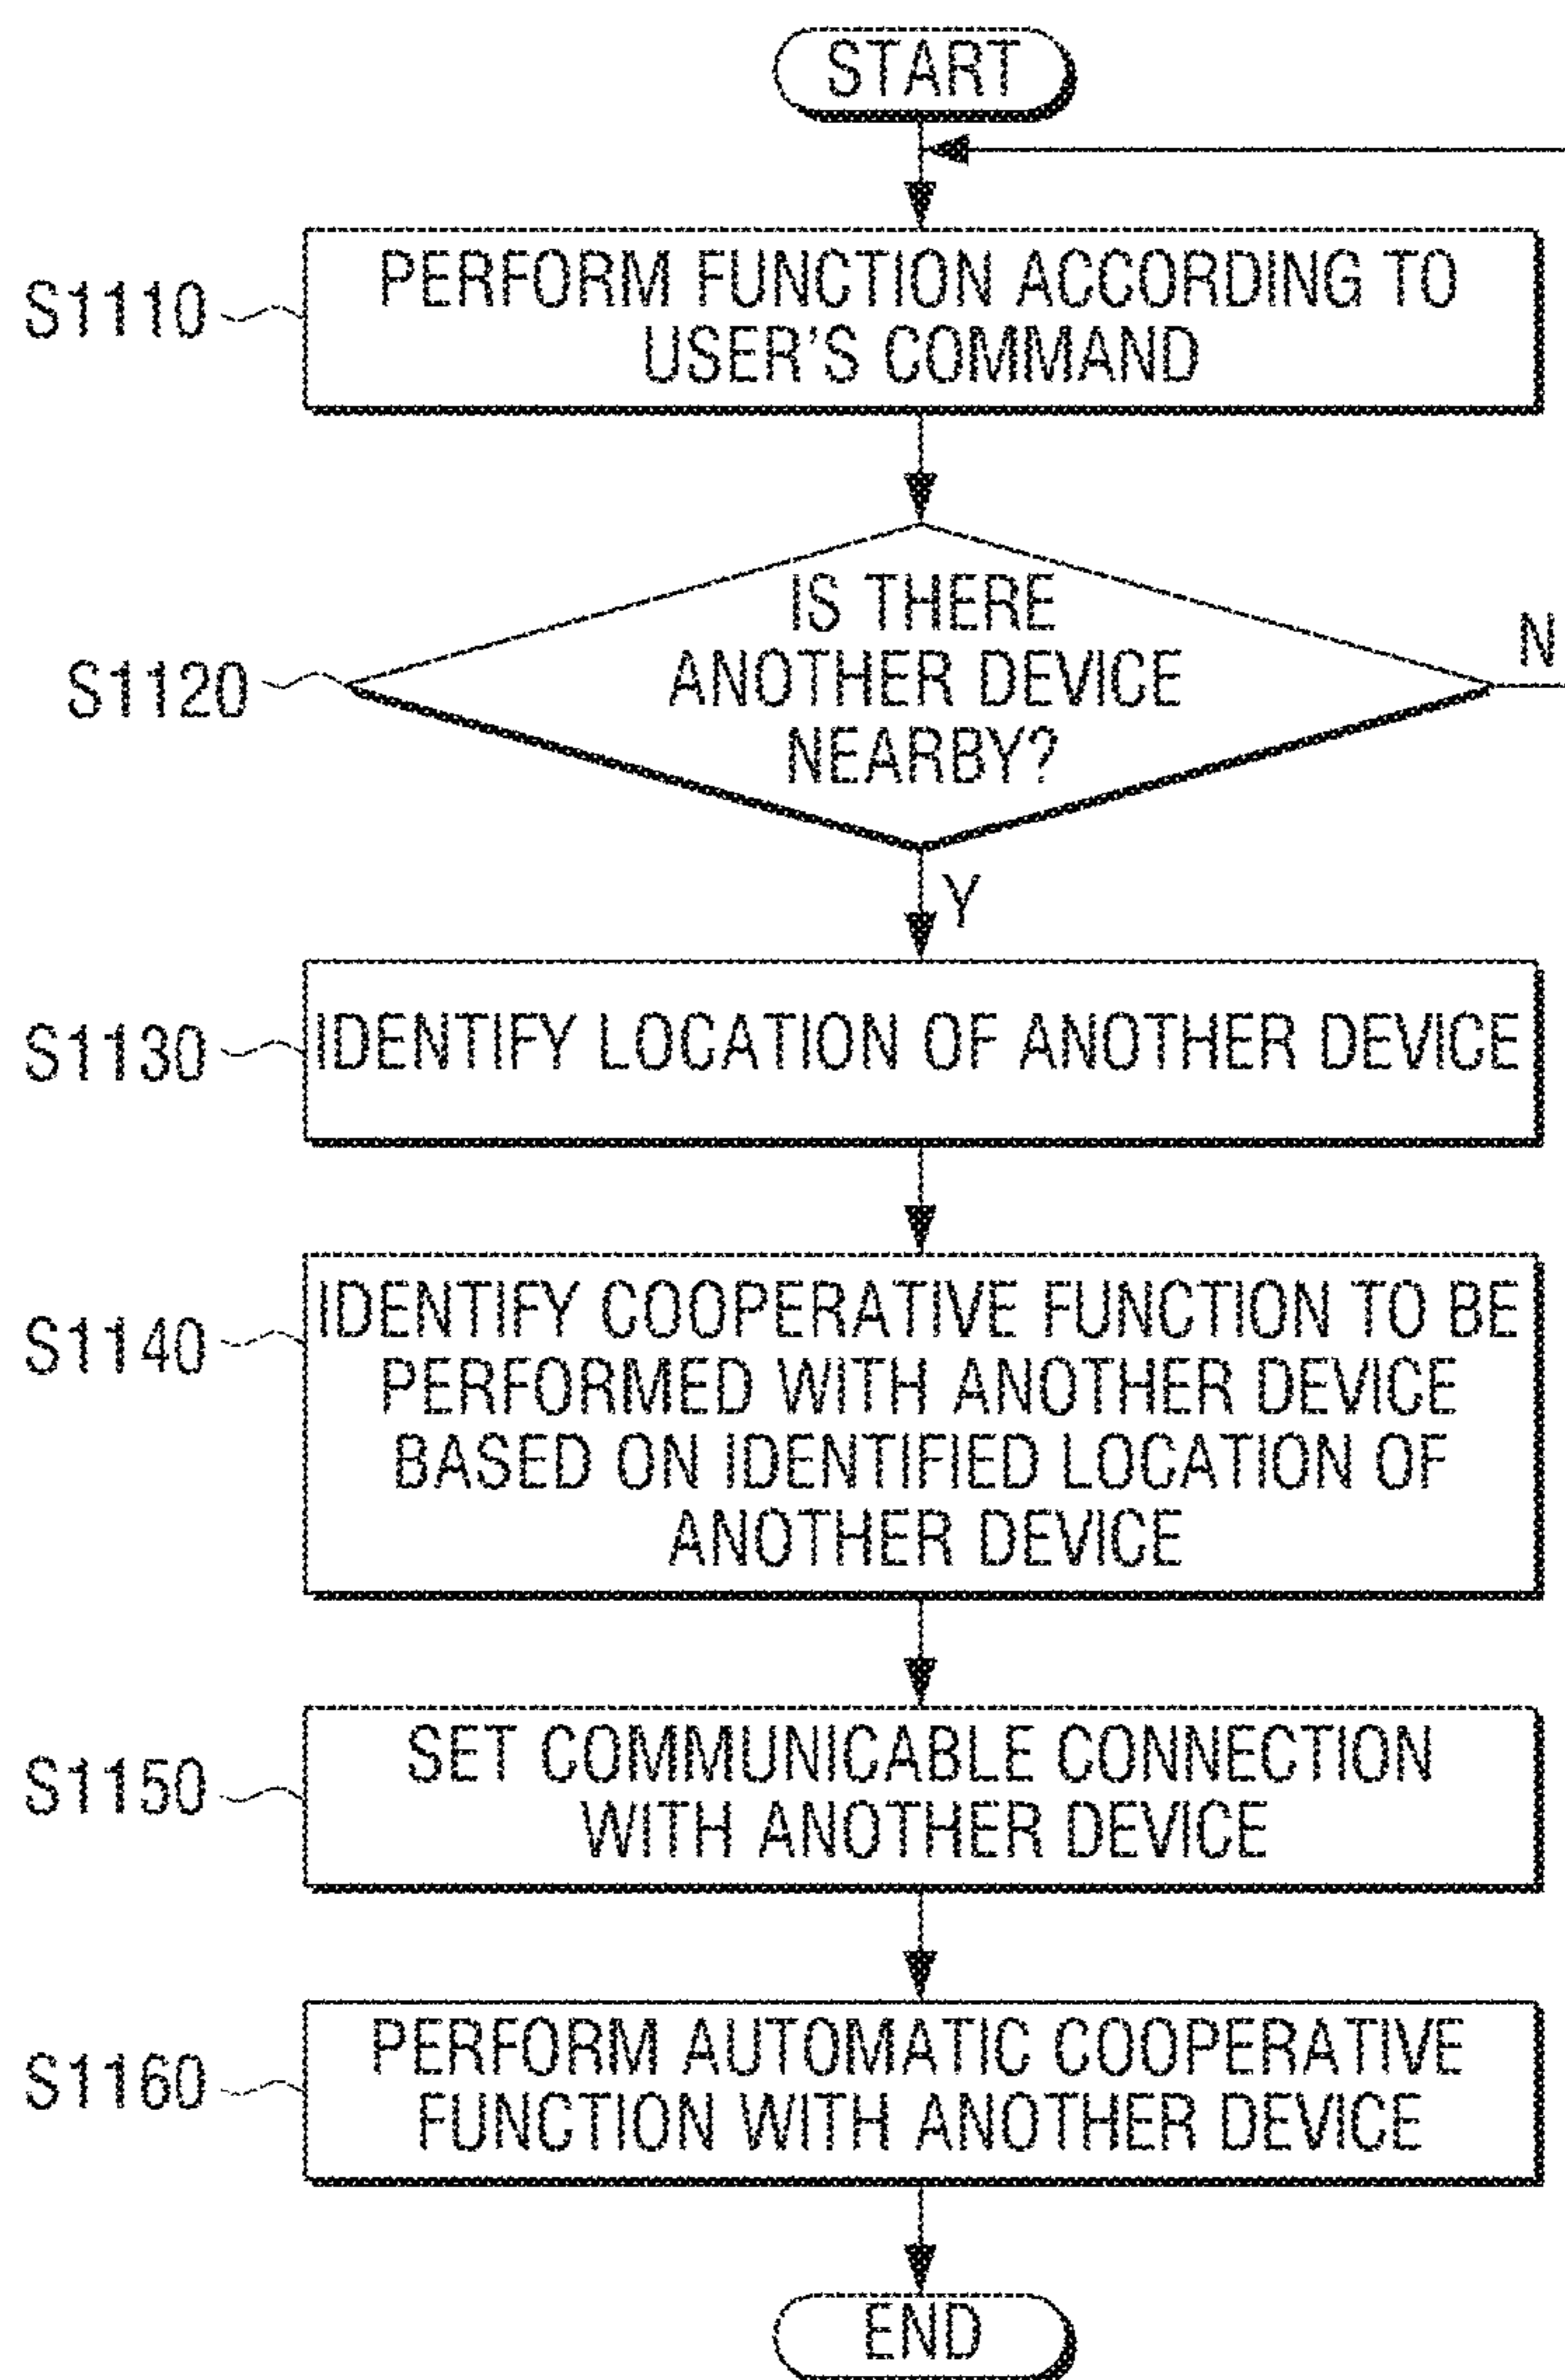 START
S1110
PERFORM FUNCTION ACCORDING TO
USER'S COMMAND
S1120
IS THERE
ANOTHER DEVICE
NEARBY?
N
Y
S1130
IDENTIFY LOCATION OF ANOTHER DEVICE
S1140
IDENTIFY COOPERATIVE FUNCTION TO BE
PERFORMED WITH ANOTHER DEVICE
BASED ON IDENTIFIED LOCATION OF
ANOTHER DEVICE
S1150
SET COMMUNICABLE CONNECTION
WITH ANOTHER DEVICE
S1160
PERFORM AUTOMATIC COOPERATIVE
FUNCTION WITH ANOTHER DEVICE
END